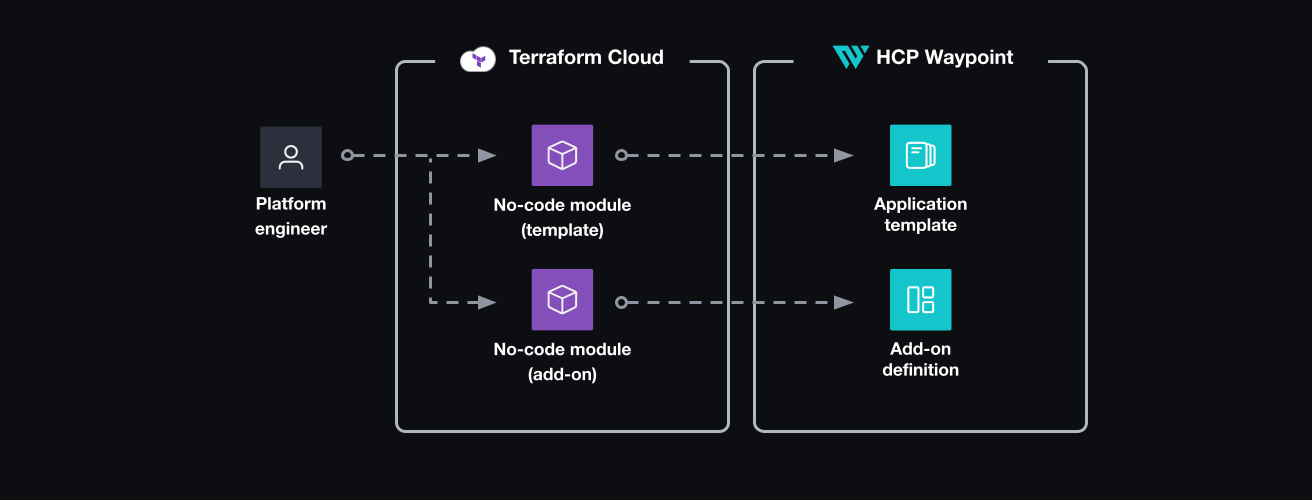 Terraform Cloud
HCP Waypoint
Platform
engineer
No-code module
(template)
Application
template
No-code module
(add-on)
Add-on
definition